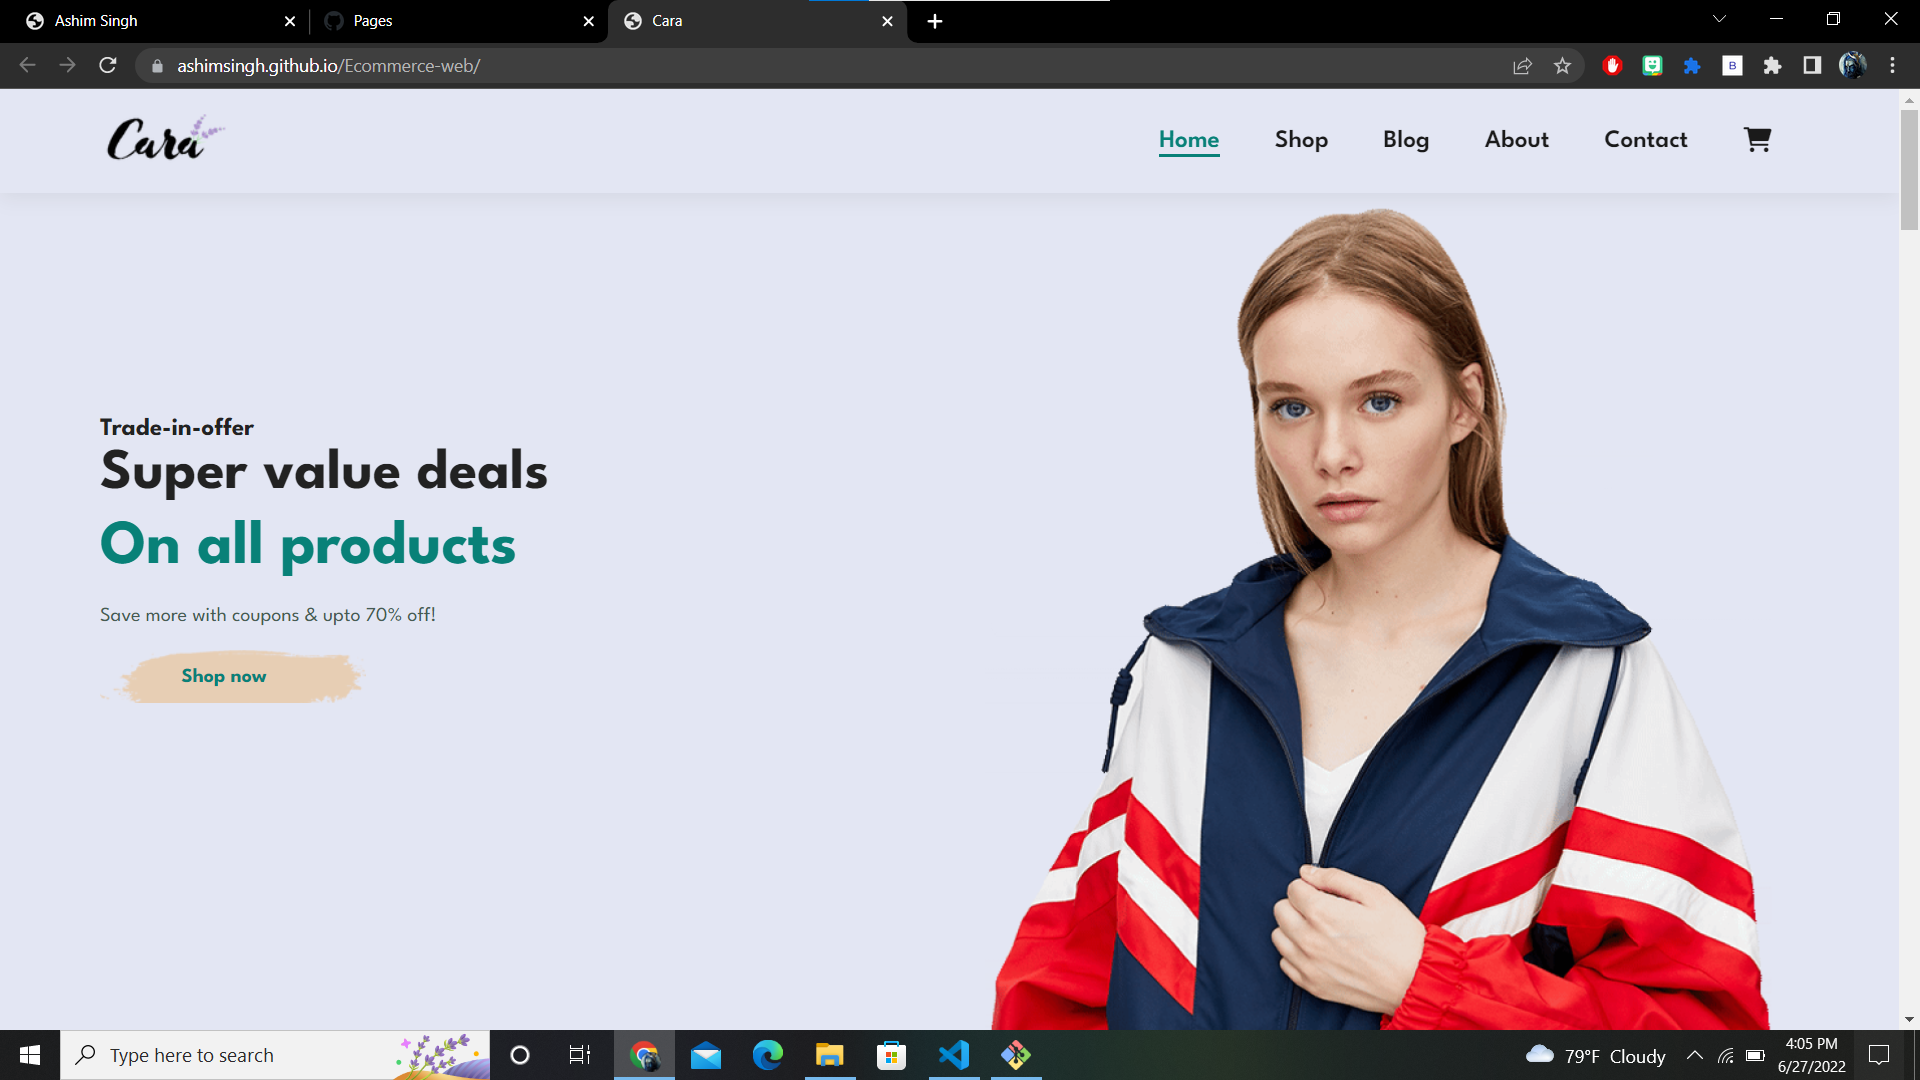 Ashim Singh
Pages
Cara
ashimsingh.github.io/Ecommerce-web/
B
Cara
Home Shop Blog About Contact
Trade-in-offer
Super value deals
On all products
Save more with coupons & upto 70% off!
Shop now
Type here to search
79°F Cloudy
4:05 PM
6/27/2022